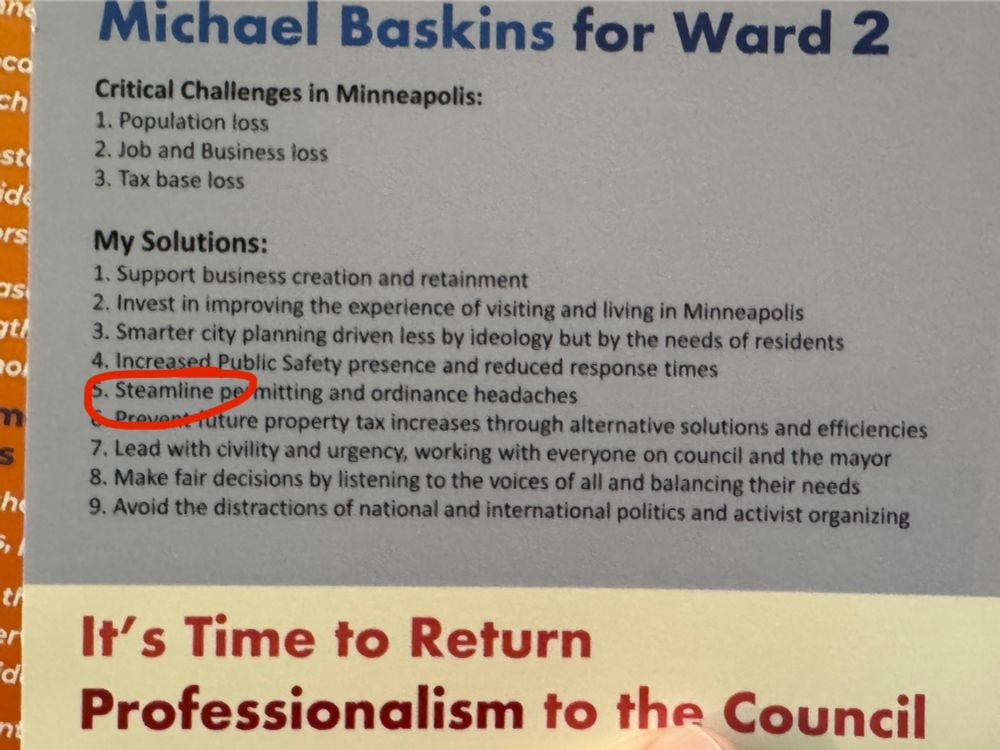 Michael Baskins for Ward 2
Critical Challenges in Minneapolis:
1. Population loss
2. Job and Business loss
3. Tax base loss
My Solutions:
1. Support business creation and retainment
2. Invest in improving the experience of visiting and living in Minneapolis
3. Smarter city planning driven less by ideology but by the needs of residents
4. Increased Public Safety presence and reduced response times
5. Steamline permitting and ordinance headaches
6. Prevent future property tax increases through alternative solutions and efficiencies
7. Lead with civility and urgency, working with everyone on council and the mayor
8. Make fair decisions by listening to the voices of all and balancing their needs
9. Avoid the distractions of national and international politics and activist organizing
It's Time to Return
Professionalism to the Council